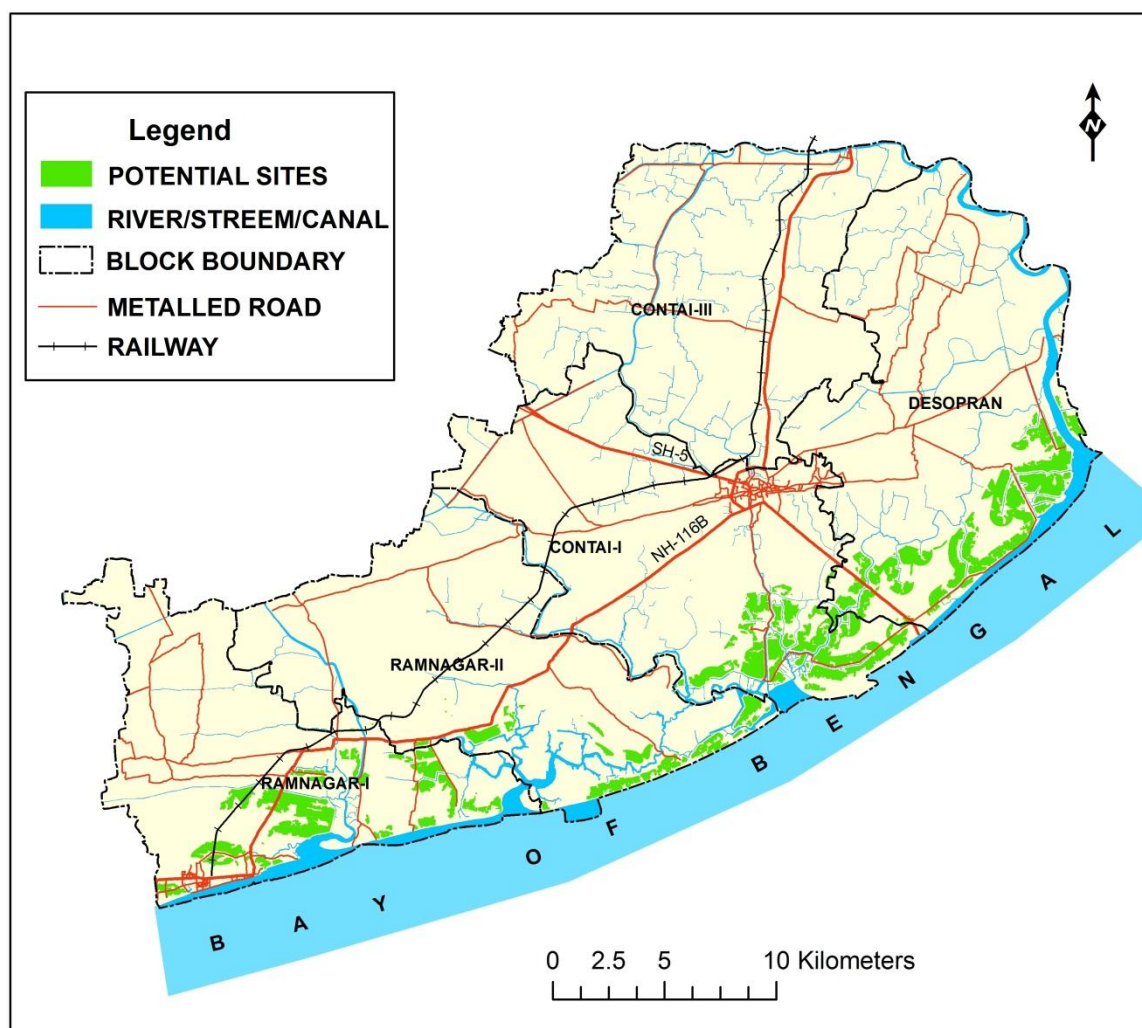 Legend
POTENTIAL SITES
RIVER/STREEM/CANAL
BLOCK BOUNDARY
METALLED ROAD
RAILWAY
N
CONTAI-III
DESOPRAN
SH-5
CONTAI-I
NH-116B
RAMNAGAR-II
RAMNAGAR-I
B A Y O F B E N G A L
0 2.5 5 10 Kilometers